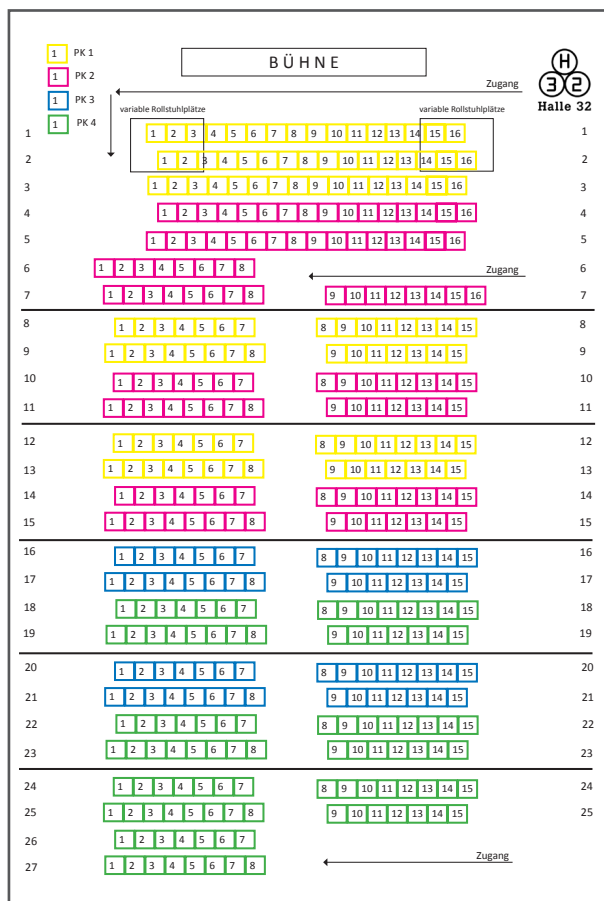 1 PK 1
1 PK 2
1 PK 3
1 PK 4
BÜHNE
Zugang
H
3 2
Halle 32
variable Rollstuhlplätze variable Rollstuhlplätze
1 1 2 3 4 5 6 7 8 9 10 11 12 13 14 15 16 1
2 1 2 3 4 5 6 7 8 9 10 11 12 13 14 15 16 2
3 1 2 3 4 5 6 7 8 9 10 11 12 13 14 15 16 3
4 1 2 3 4 5 6 7 8 9 10 11 12 13 14 15 16 4
5 1 2 3 4 5 6 7 8 9 10 11 12 13 14 15 16 5
6 1 2 3 4 5 6 7 8 Zugang 6
7 1 2 3 4 5 6 7 8 9 10 11 12 13 14 15 16 7
8 1 2 3 4 5 6 7 8 9 10 11 12 13 14 15 8
9 1 2 3 4 5 6 7 8 9 10 11 12 13 14 15 9
10 1 2 3 4 5 6 7 8 9 10 11 12 13 14 15 10
11 1 2 3 4 5 6 7 8 9 10 11 12 13 14 15 11
12 1 2 3 4 5 6 7 8 9 10 11 12 13 14 15 12
13 1 2 3 4 5 6 7 8 9 10 11 12 13 14 15 13
14 1 2 3 4 5 6 7 8 9 10 11 12 13 14 15 14
15 1 2 3 4 5 6 7 8 9 10 11 12 13 14 15 15
16 1 2 3 4 5 6 7 8 9 10 11 12 13 14 15 16
17 1 2 3 4 5 6 7 8 9 10 11 12 13 14 15 17
18 1 2 3 4 5 6 7 8 9 10 11 12 13 14 15 18
19 1 2 3 4 5 6 7 8 9 10 11 12 13 14 15 19
20 1 2 3 4 5 6 7 8 9 10 11 12 13 14 15 20
21 1 2 3 4 5 6 7 8 9 10 11 12 13 14 15 21
22 1 2 3 4 5 6 7 8 9 10 11 12 13 14 15 22
23 1 2 3 4 5 6 7 8 9 10 11 12 13 14 15 23
24 1 2 3 4 5 6 7 8 9 10 11 12 13 14 15 24
25 1 2 3 4 5 6 7 8 9 10 11 12 13 14 15 25
26 1 2 3 4 5 6 7
27 1 2 3 4 5 6 7 8 Zugang